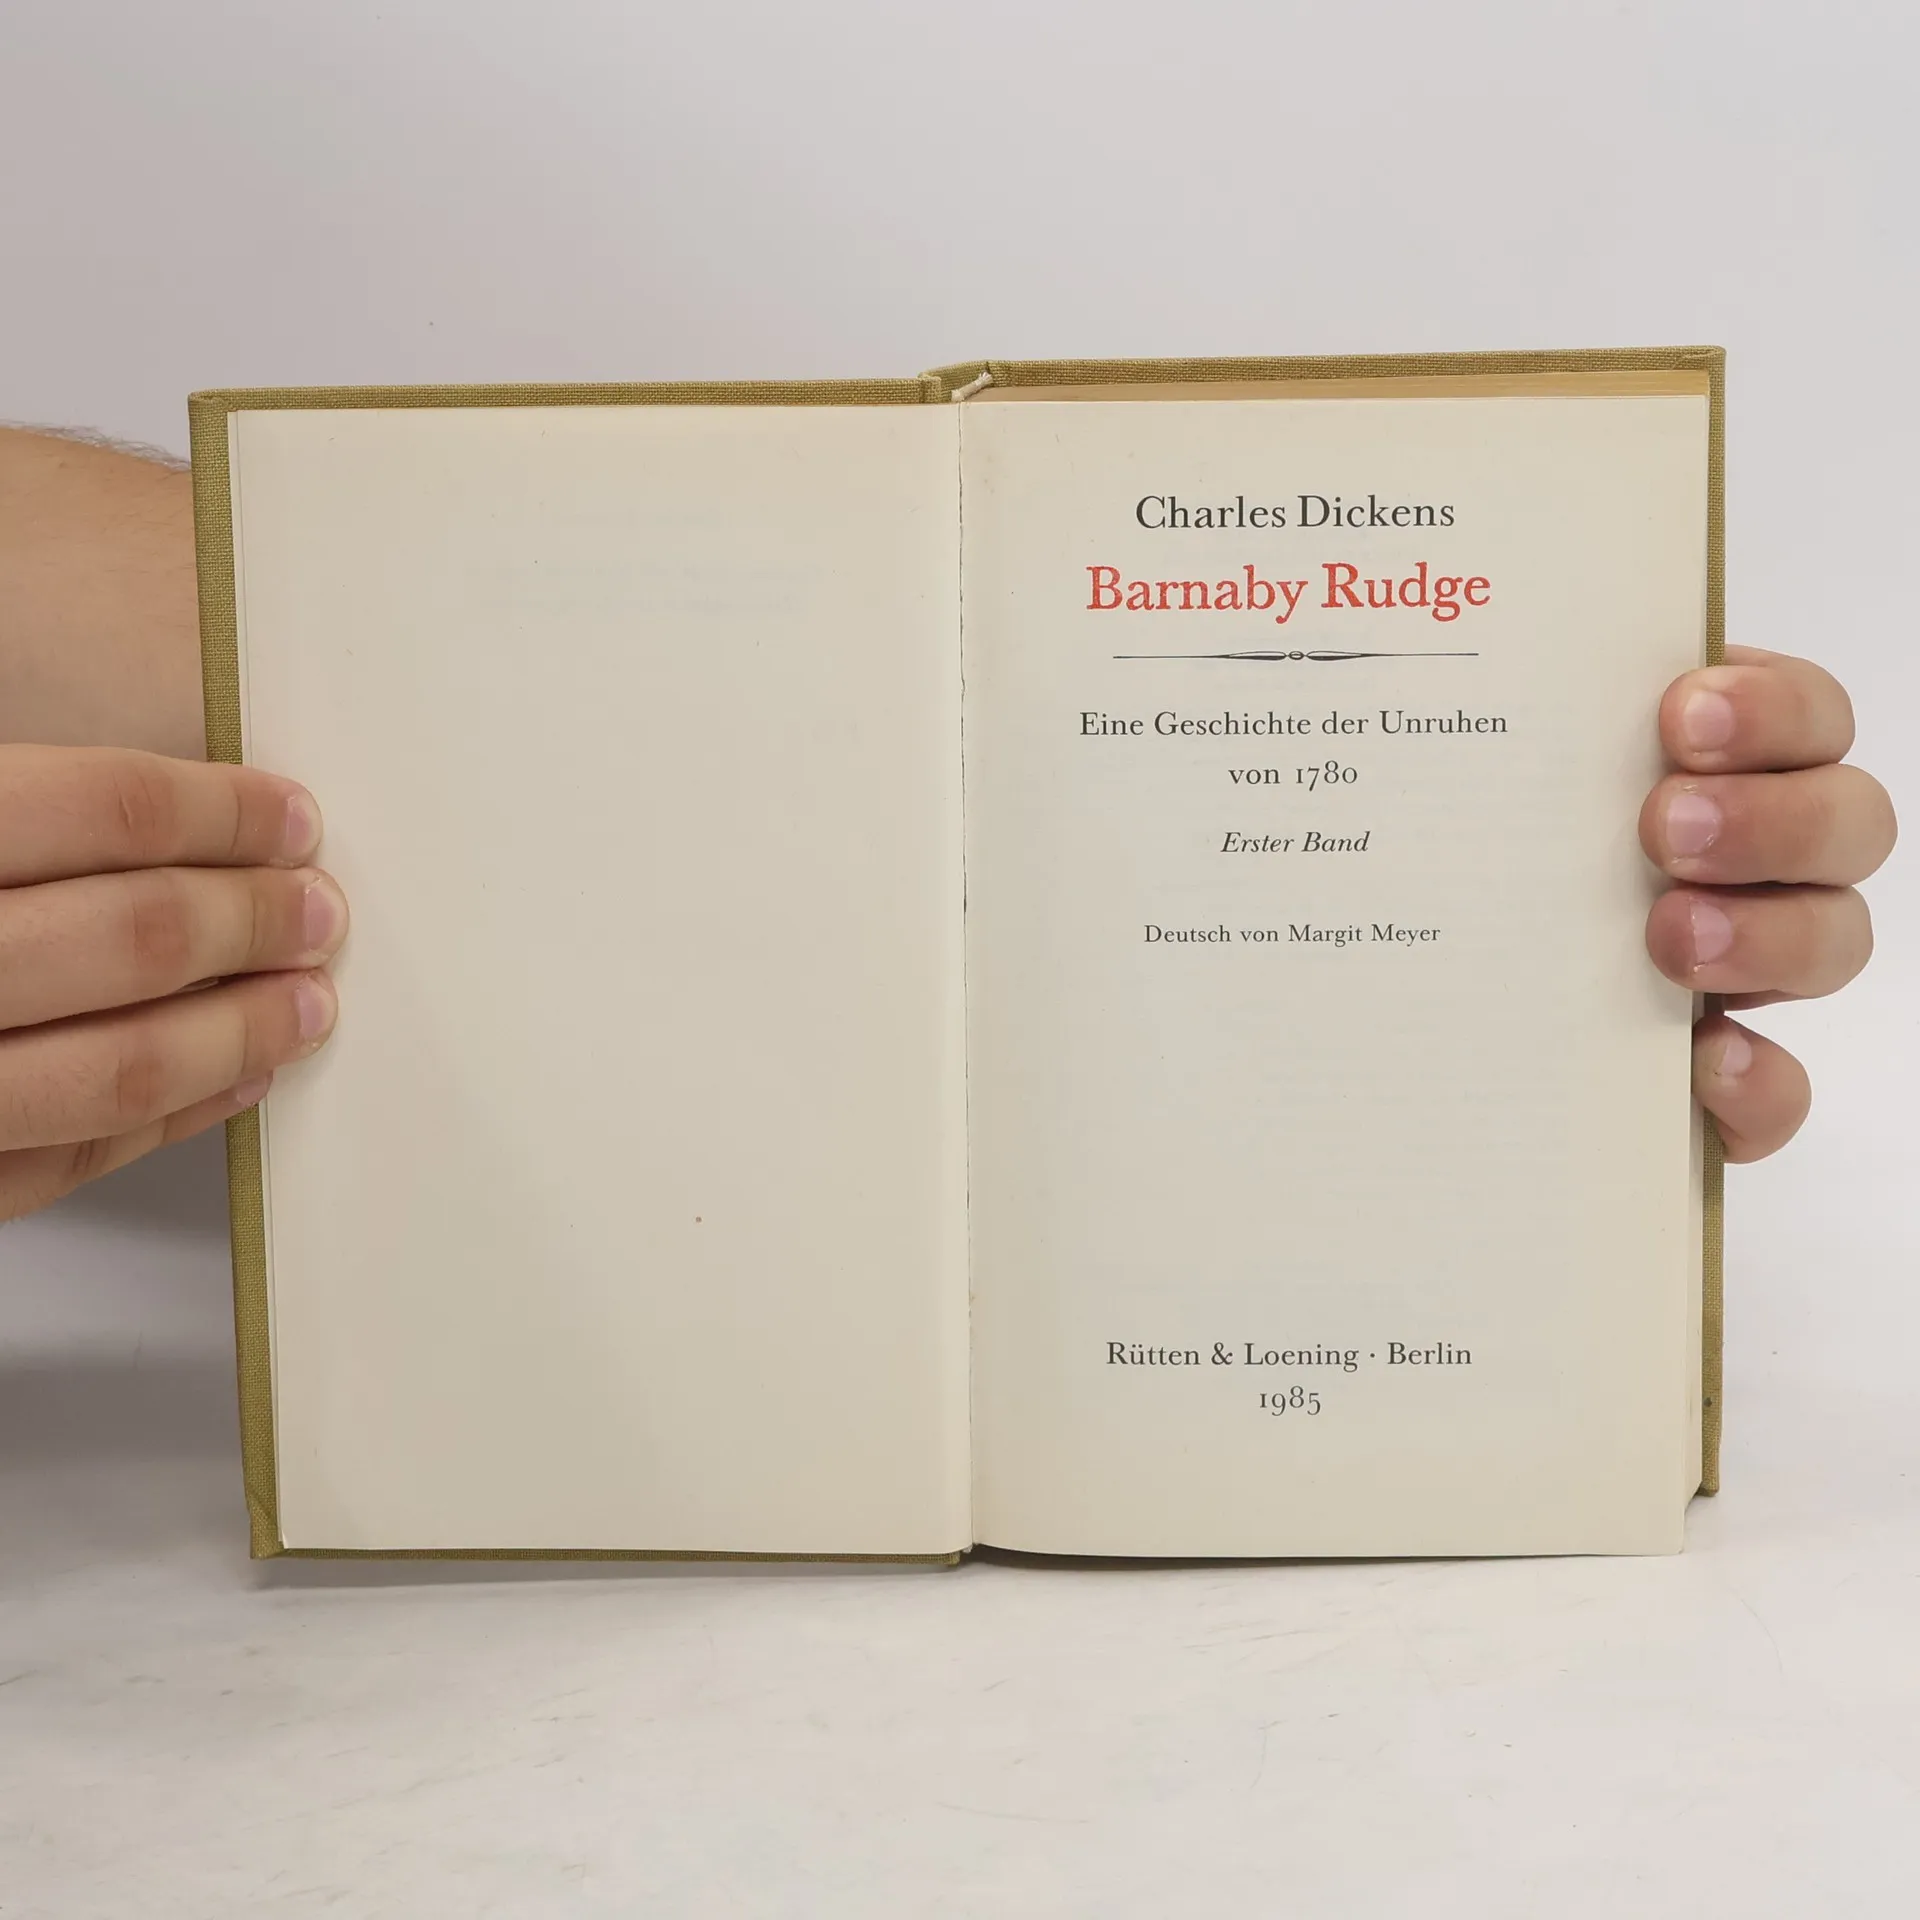 Charles Dickens
Barnaby Rudge
Eine Geschichte der Unruhen
von 1780
Erster Band
Deutsch von Margit Meyer
Rütten & Loening · Berlin
1985